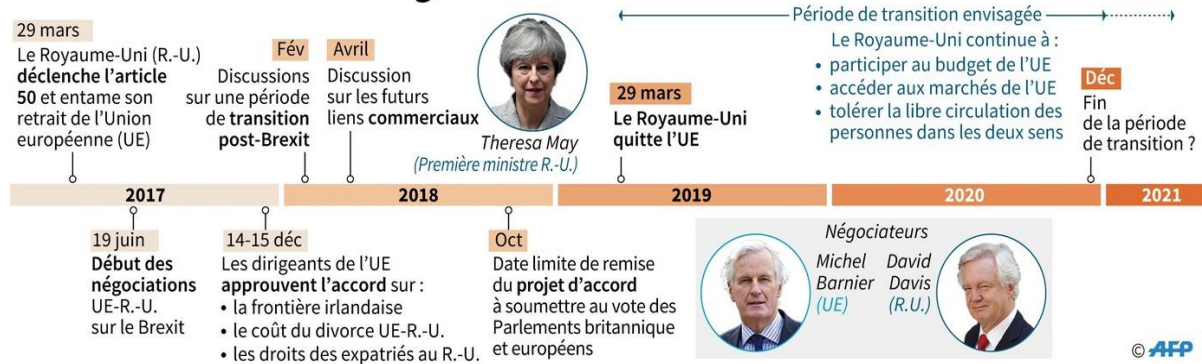 29 mars
Le Royaume-Uni (R.-U.)
déclenche l'article
50 et entame son
retrait de l'Union
européenne (UE)
Fév
Discussions
sur une période
de transition
post-Brexit
Avril
Discussion
sur les futurs
liens commerciaux
Theresa May
(Première ministre R.-U.)
29 mars
Le Royaume-Uni
quitte l'UE
Période de transition envisagée
Le Royaume-Uni continue à :
• participer au budget de l'UE
• accéder aux marchés de l'UE
• tolérer la libre circulation des
personnes dans les deux sens
Déc
Fin
de la période
de transition ?
2017
2018
2019
2020
2021
19 juin
Début des
négociations
UE-R.-U.
sur le Brexit
14-15 déc
Les dirigeants de l'UE
approuvent l'accord sur :
• la frontière irlandaise
• le coût du divorce UE-R.-U.
• les droits des expatriés au R.-U.
Oct
Date limite de remise
du projet d'accord
à soumettre au vote des
Parlements britannique
et européens
Négociateurs
Michel
Barnier
(UE)
David
Davis
(R.U.)
© AFP